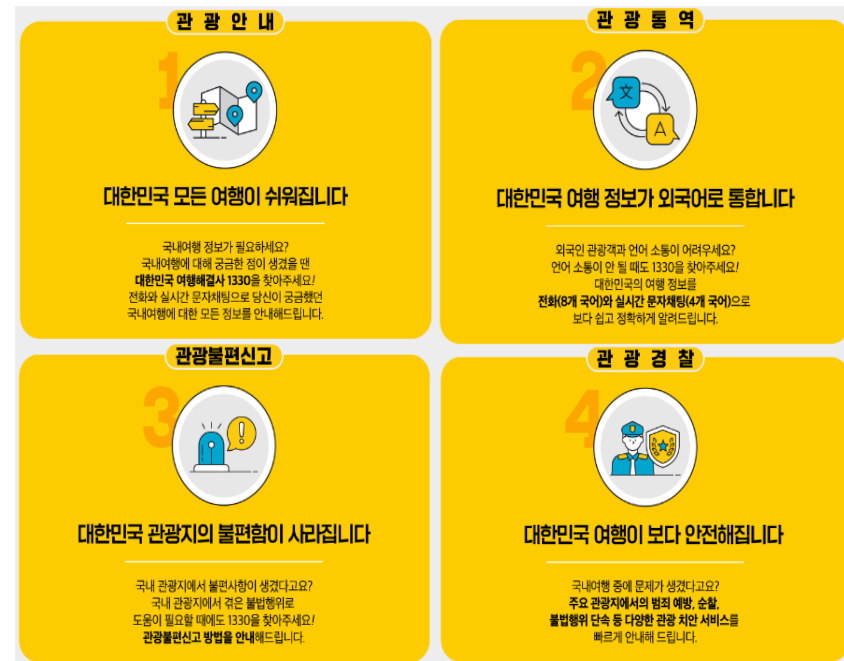 관 광 안 내
1
대한민국 모든 여행이 쉬워집니다
국내여행 정보가 필요하세요?
국내여행에 대해 궁금한 점이 생겼을 땐
대한민국 여행해결사 1330을 찾아주세요!
전화와 실시간 문자채팅으로 당신이 궁금했던
국내여행에 대한 모든 정보를 안내해드립니다.
관 광 통 역
2
文
A
대한민국 여행 정보가 외국어로 통합니다
외국인 관광객과 언어 소통이 어려우세요?
언어 소통이 안 될 때도 1330을 찾아주세요!
대한민국의 여행 정보를
전화(8개 국어)와 실시간 문자채팅(4개 국어)으로
보다 쉽고 정확하게 알려드립니다.
관광불편신고
3
대한민국 관광지의 불편함이 사라집니다
국내 관광지에서 불편사항이 생겼다고요?
국내 관광지에서 겪은 불법행위로
도움이 필요할 때에도 1330을 찾아주세요!
관광불편신고 방법을 안내해드립니다.
관 광 경 찰
4
대한민국 여행이 보다 안전해집니다
국내여행 중에 문제가 생겼다고요?
주요 관광지에서의 범죄 예방, 순찰,
불법행위 단속 등 다양한 관광 치안 서비스를
빠르게 안내해 드립니다.